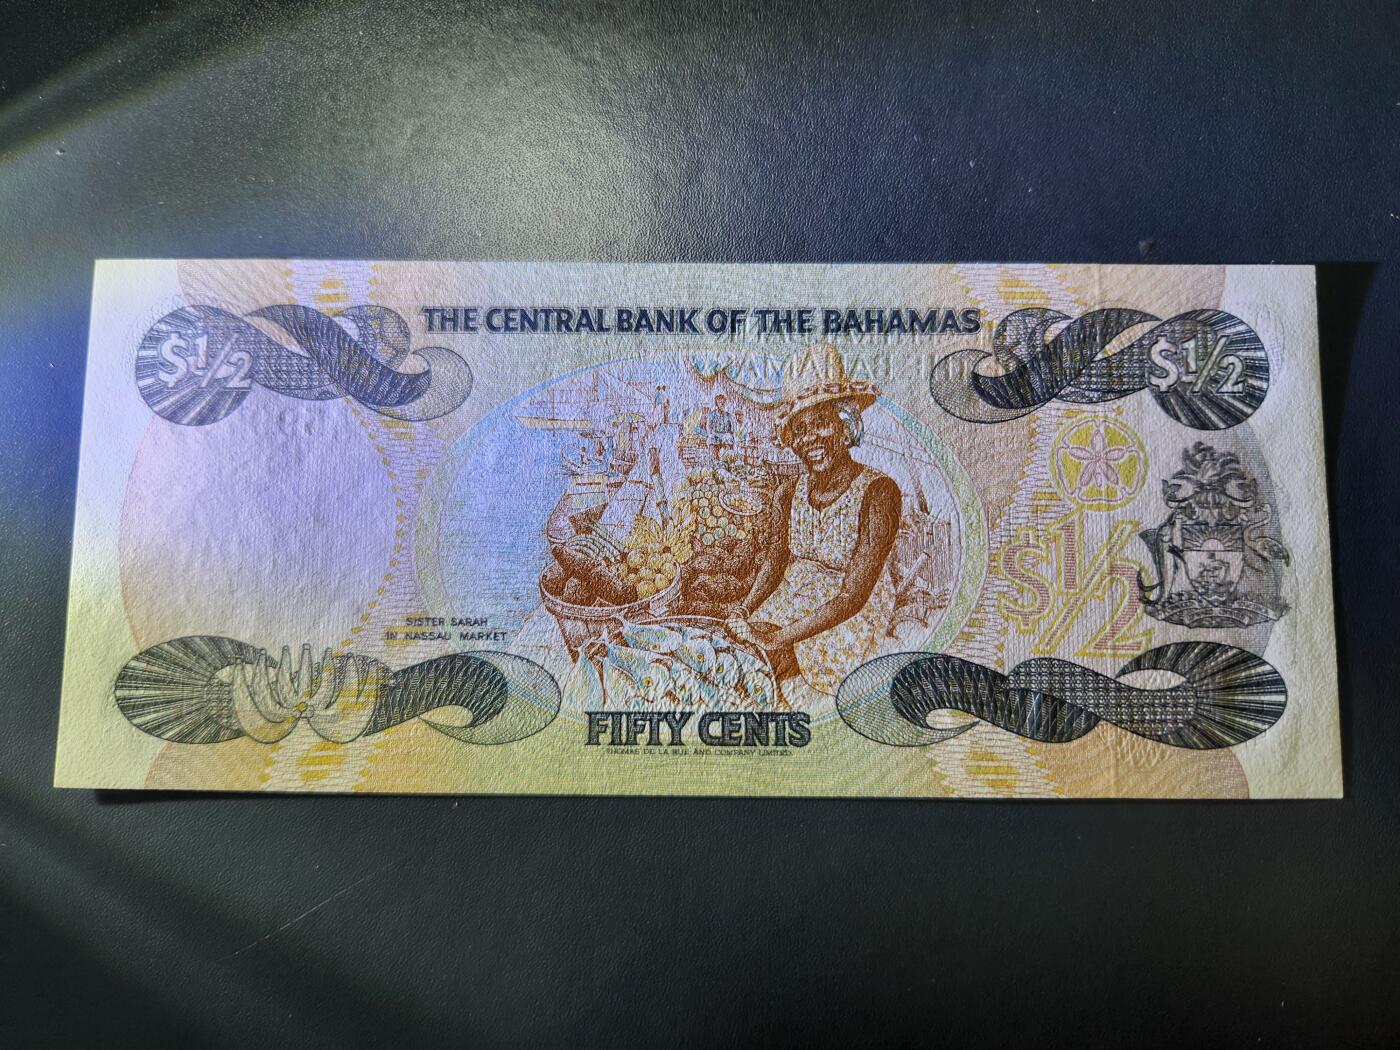 THE CENTRAL BANK OF THE BAHAMAS
$1/2
$1/2
$1/2
SISTER SARAH
IN NASSAU MARKET
FIFTY CENTS
THOMAS DE LA RUE AND COMPANY LIMITED